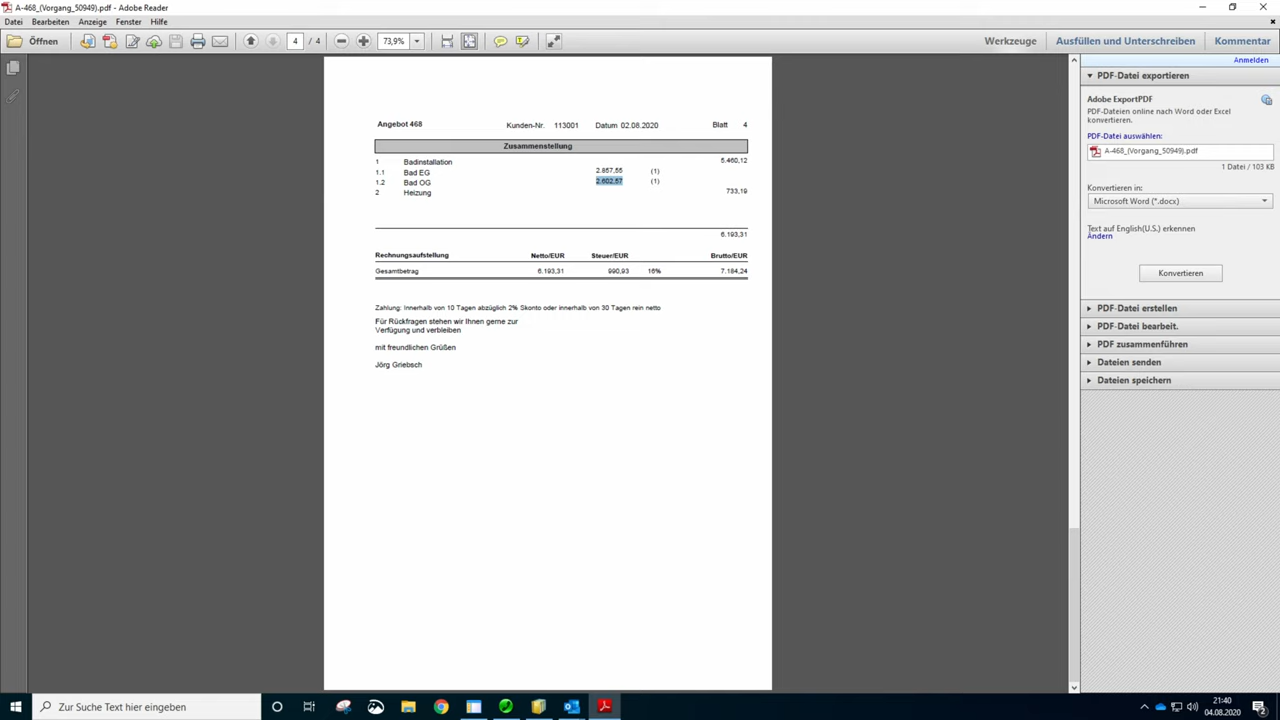 A-468_(Vorgang_50949).pdf - Adobe Reader
Datei Bearbeiten Anzeige Fenster Hilfe
Öffnen 4 / 4 73,9% Werkzeuge Ausfüllen und Unterschreiben Kommentar
Anmelden
Angebot 468 Kunden-Nr. 113001 Datum 02.08.2020 Blatt 4
Zusammenstellung
1 Badinstallation 5.460,12
1.1 Bad EG 2.857,55 (1)
1.2 Bad OG 2.602,57 (1)
2 Heizung 733,19
6.193,31
Rechnungsaufstellung Netto/EUR Steuer/EUR Brutto/EUR
Gesamtbetrag 6.193,31 990,93 16% 7.184,24
Zahlung: Innerhalb von 10 Tagen abzüglich 2% Skonto oder innerhalb von 30 Tagen rein netto
Für Rückfragen stehen wir Ihnen gerne zur
Verfügung und verbleiben
mit freundlichen Grüßen
Jörg Griebsch
PDF-Datei exportieren
Adobe ExportPDF
PDF-Dateien online nach Word oder Excel
konvertieren.
PDF-Datei auswählen:
A-468_(Vorgang_50949).pdf
1 Datei / 103 KB
Konvertieren in:
Microsoft Word (*.docx)
Text auf English(U.S.) erkennen
Ändern
Konvertieren
PDF-Datei erstellen
PDF-Datei bearbeit.
PDF zusammenführen
Dateien senden
Dateien speichern
Zur Suche Text hier eingeben
21:40
04.08.2020
2